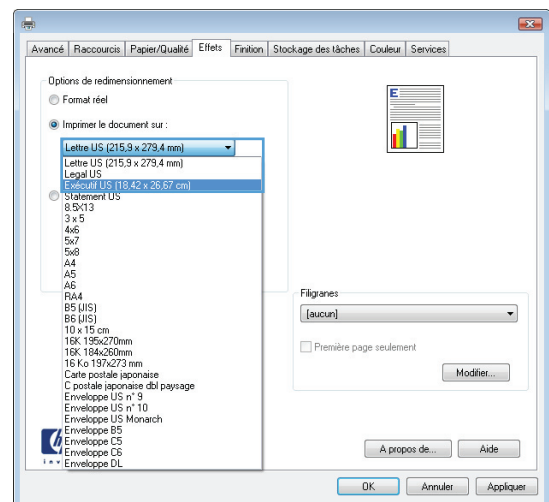 Avancé Raccourcis Papier/Qualité Effets Finition Stockage des tâches Couleur Services
Options de redimensionnement
Format réel
Imprimer le document sur :
Lettre US (215,9 x 279,4 mm)
Lettre US (215,9 x 279,4 mm)
Legal US
Exécutif US (18,42 x 26,67 cm)
Statement US
8.5X13
3 x 5
4x6
5x7
5x8
A4
A5
A6
RA4
B5 (JIS)
B6 (JIS)
10 x 15 cm
16K 195x270mm
16K 184x260mm
16 Ko 197x273 mm
Carte postale japonaise
C postale japonaise dbl paysage
Enveloppe US n° 9
Enveloppe US n° 10
Enveloppe US Monarch
Enveloppe B5
Enveloppe C5
Enveloppe C6
Enveloppe DL
E
Filigranes
[aucun]
Première page seulement
Modifier...
i n v
A propos de... Aide
OK Annuler Appliquer